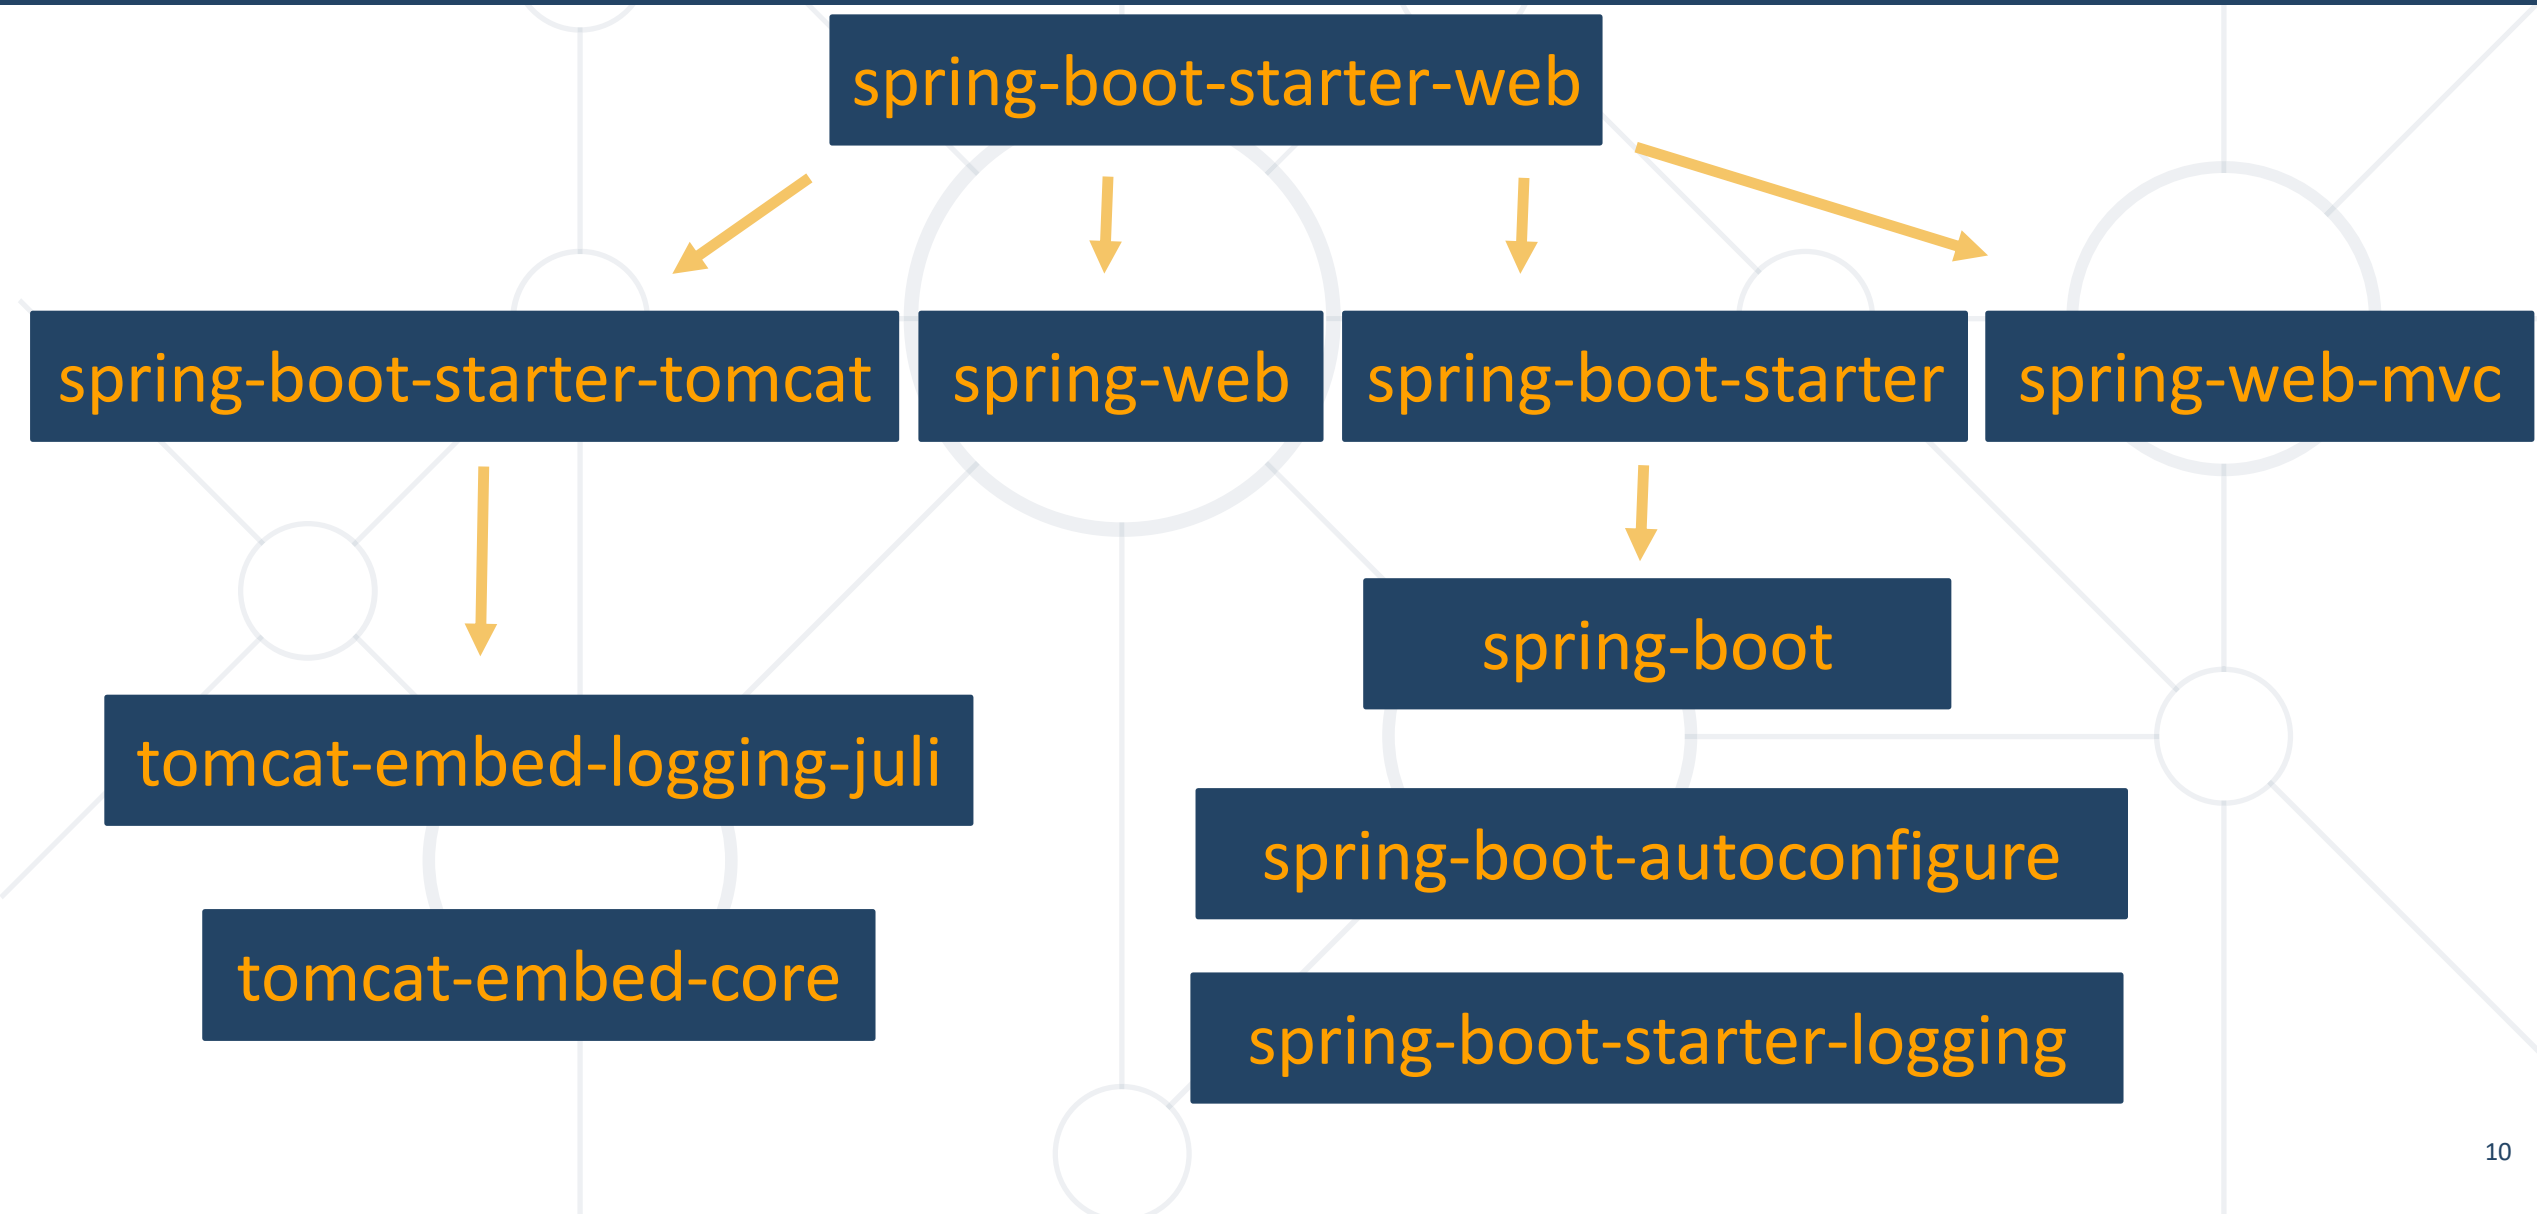 spring-boot-starter-web
spring-boot-starter-tomcat
spring-web
spring-boot-starter
spring-web-mvc
spring-boot
tomcat-embed-logging-juli
spring-boot-autoconfigure
tomcat-embed-core
spring-boot-starter-logging
10